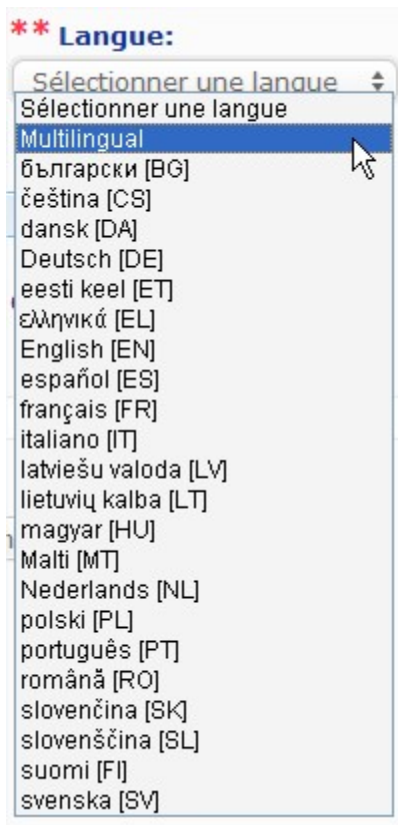 ** Langue:
Sélectionner une langue
Sélectionner une langue
Multilingual
български [BG]
čeština [CS]
dansk [DA]
Deutsch [DE]
eesti keel [ET]
ελληνικά [EL]
English [EN]
español [ES]
français [FR]
italiano [IT]
latviešu valoda [LV]
lietuvių kalba [LT]
magyar [HU]
Malti [MT]
Nederlands [NL]
polski [PL]
português [PT]
română [RO]
slovenčina [SK]
slovenščina [SL]
suomi [FI]
svenska [SV]